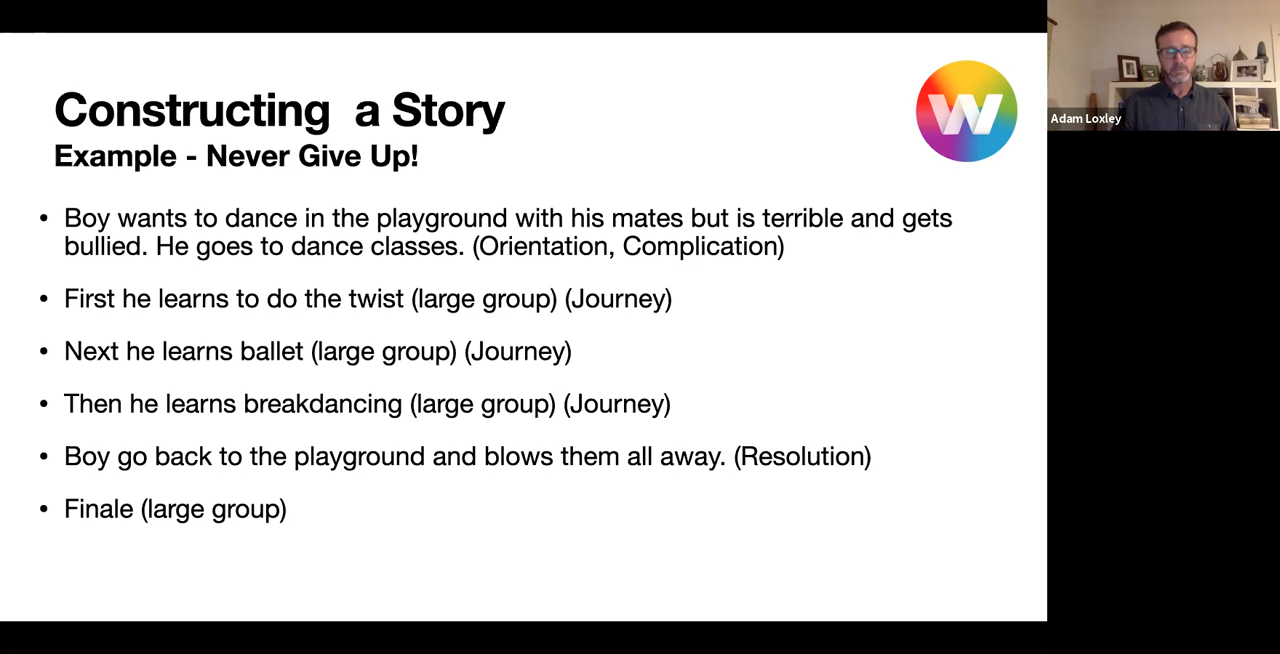 Constructing  a Story
Example - Never Give Up!
• Boy wants to dance in the playground with his mates but is terrible and gets
bullied. He goes to dance classes. (Orientation, Complication)
• First he learns to do the twist (large group) (Journey)
• Next he learns ballet (large group) (Journey)
• Then he learns breakdancing (large group) (Journey)
• Boy go back to the playground and blows them all away. (Resolution)
• Finale (large group)
W
Adam Loxley